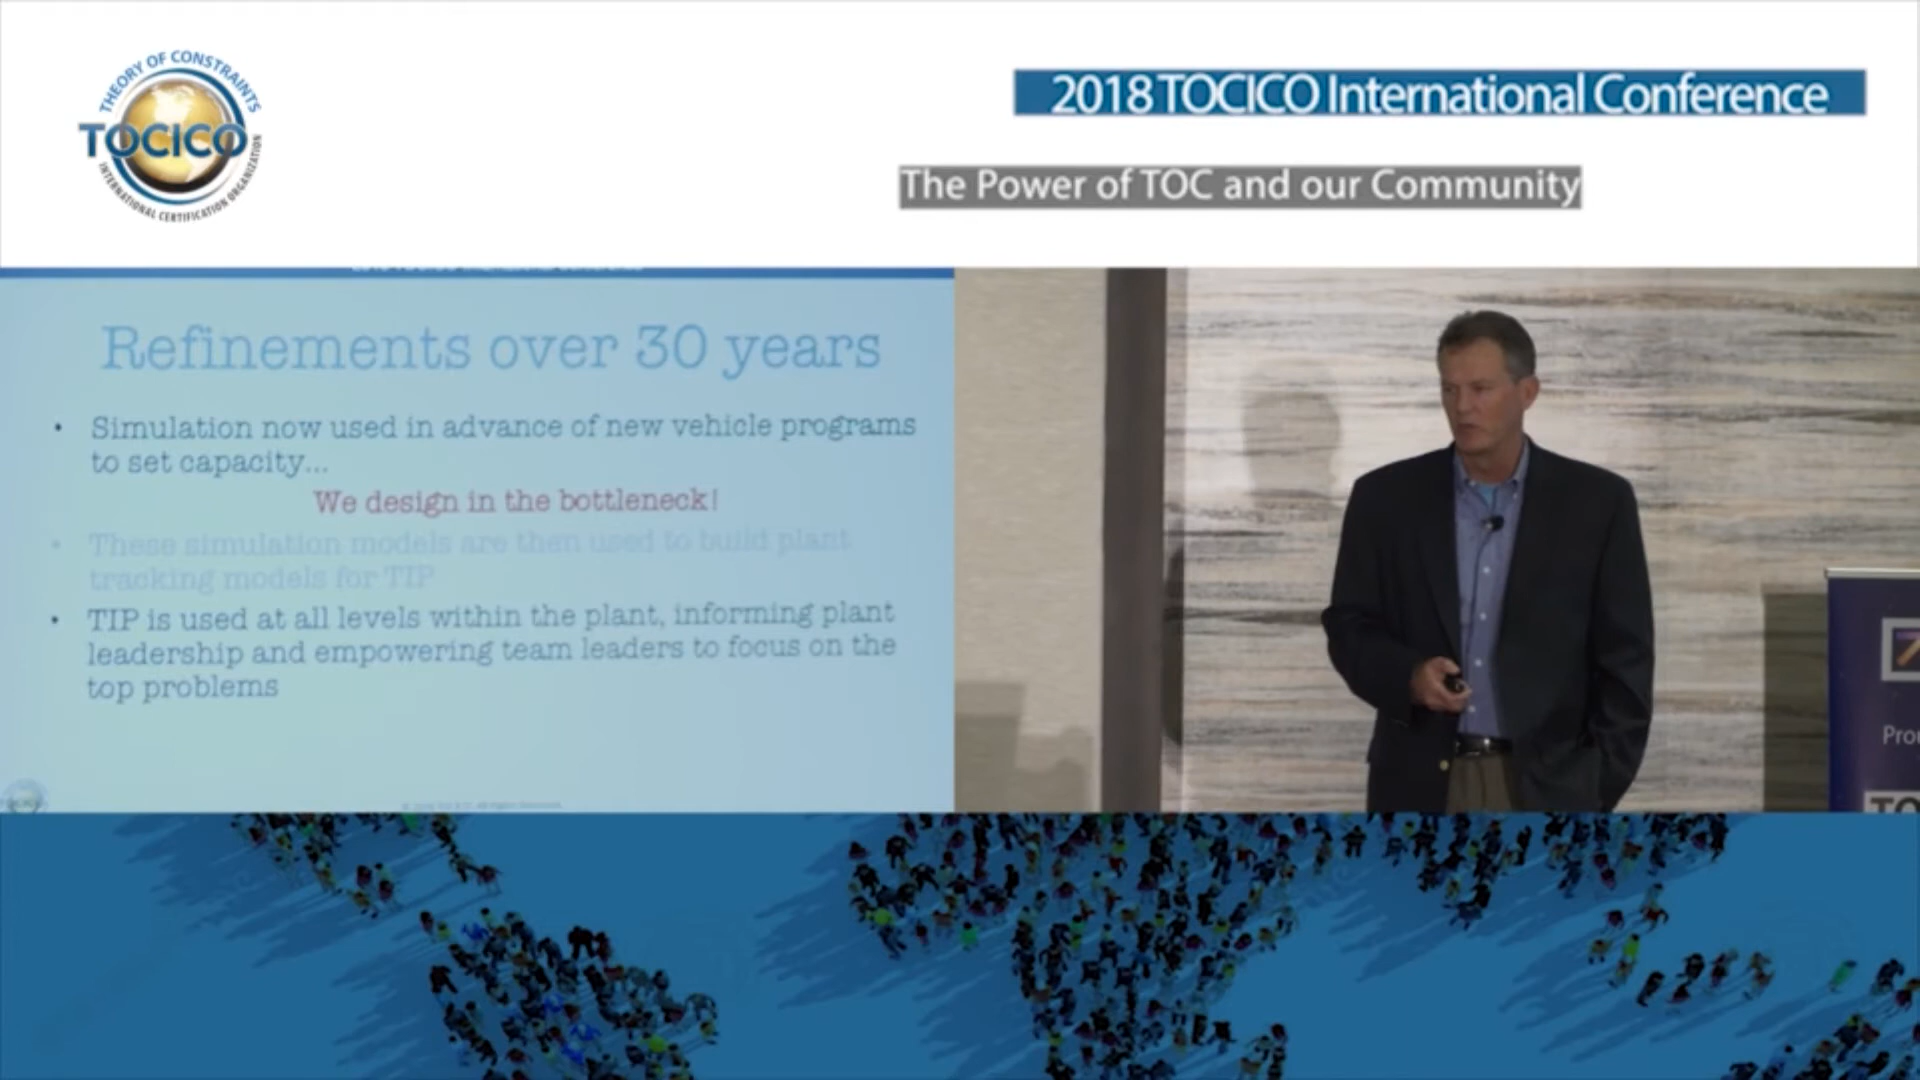 THEORY OF CONSTRAINTS
TOCICO
INTERNATIONAL CERTIFICATION ORGANIZATION
2018 TOCICO International Conference
The Power of TOC and our Community
Refinements over 30 years
• Simulation now used in advance of new vehicle programs
to set capacity...
We design in the bottleneck!
• These simulation models are then used to build plant
tracking models for TIP
• TIP is used at all levels within the plant, informing plant
leadership and empowering team leaders to focus on the
top problems